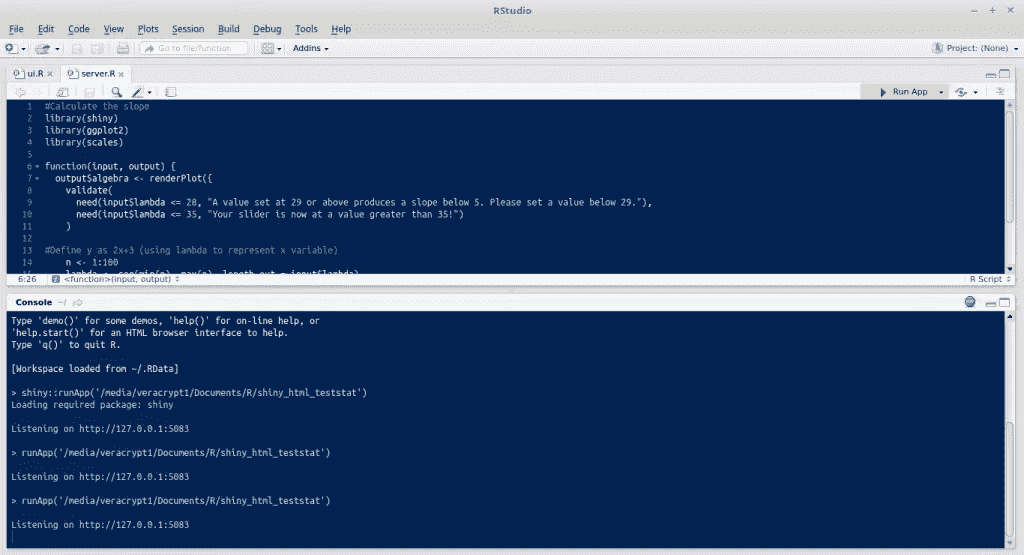 RStudio
File Edit Code View Plots Session Build Debug Tools Help
Go to file/function Addins Project: (None)
ui.R server.R
Run App
1 #Calculate the slope
2 library(shiny)
3 library(ggplot2)
4 library(scales)
5
6 function(input, output) {
7 output$algebra <- renderPlot({
8 validate(
9 need(input$lambda <= 28, "A value set at 29 or above produces a slope below 5. Please set a value below 29."),
10 need(input$lambda <= 35, "Your slider is now at a value greater than 35!")
11 )
12
13 #Define y as 2x+3 (using lambda to represent x variable)
14 n <- 1:100
6:26 <function>(input, output) R Script
Console ~/
Type 'demo()' for some demos, 'help()' for on-line help, or
'help.start()' for an HTML browser interface to help.
Type 'q()' to quit R.
[Workspace loaded from ~/.RData]
> shiny::runApp('/media/veracrypt1/Documents/R/shiny_html_teststat')
Loading required package: shiny
Listening on http://127.0.0.1:5083
> runApp('/media/veracrypt1/Documents/R/shiny_html_teststat')
Listening on http://127.0.0.1:5083
> runApp('/media/veracrypt1/Documents/R/shiny_html_teststat')
Listening on http://127.0.0.1:5083